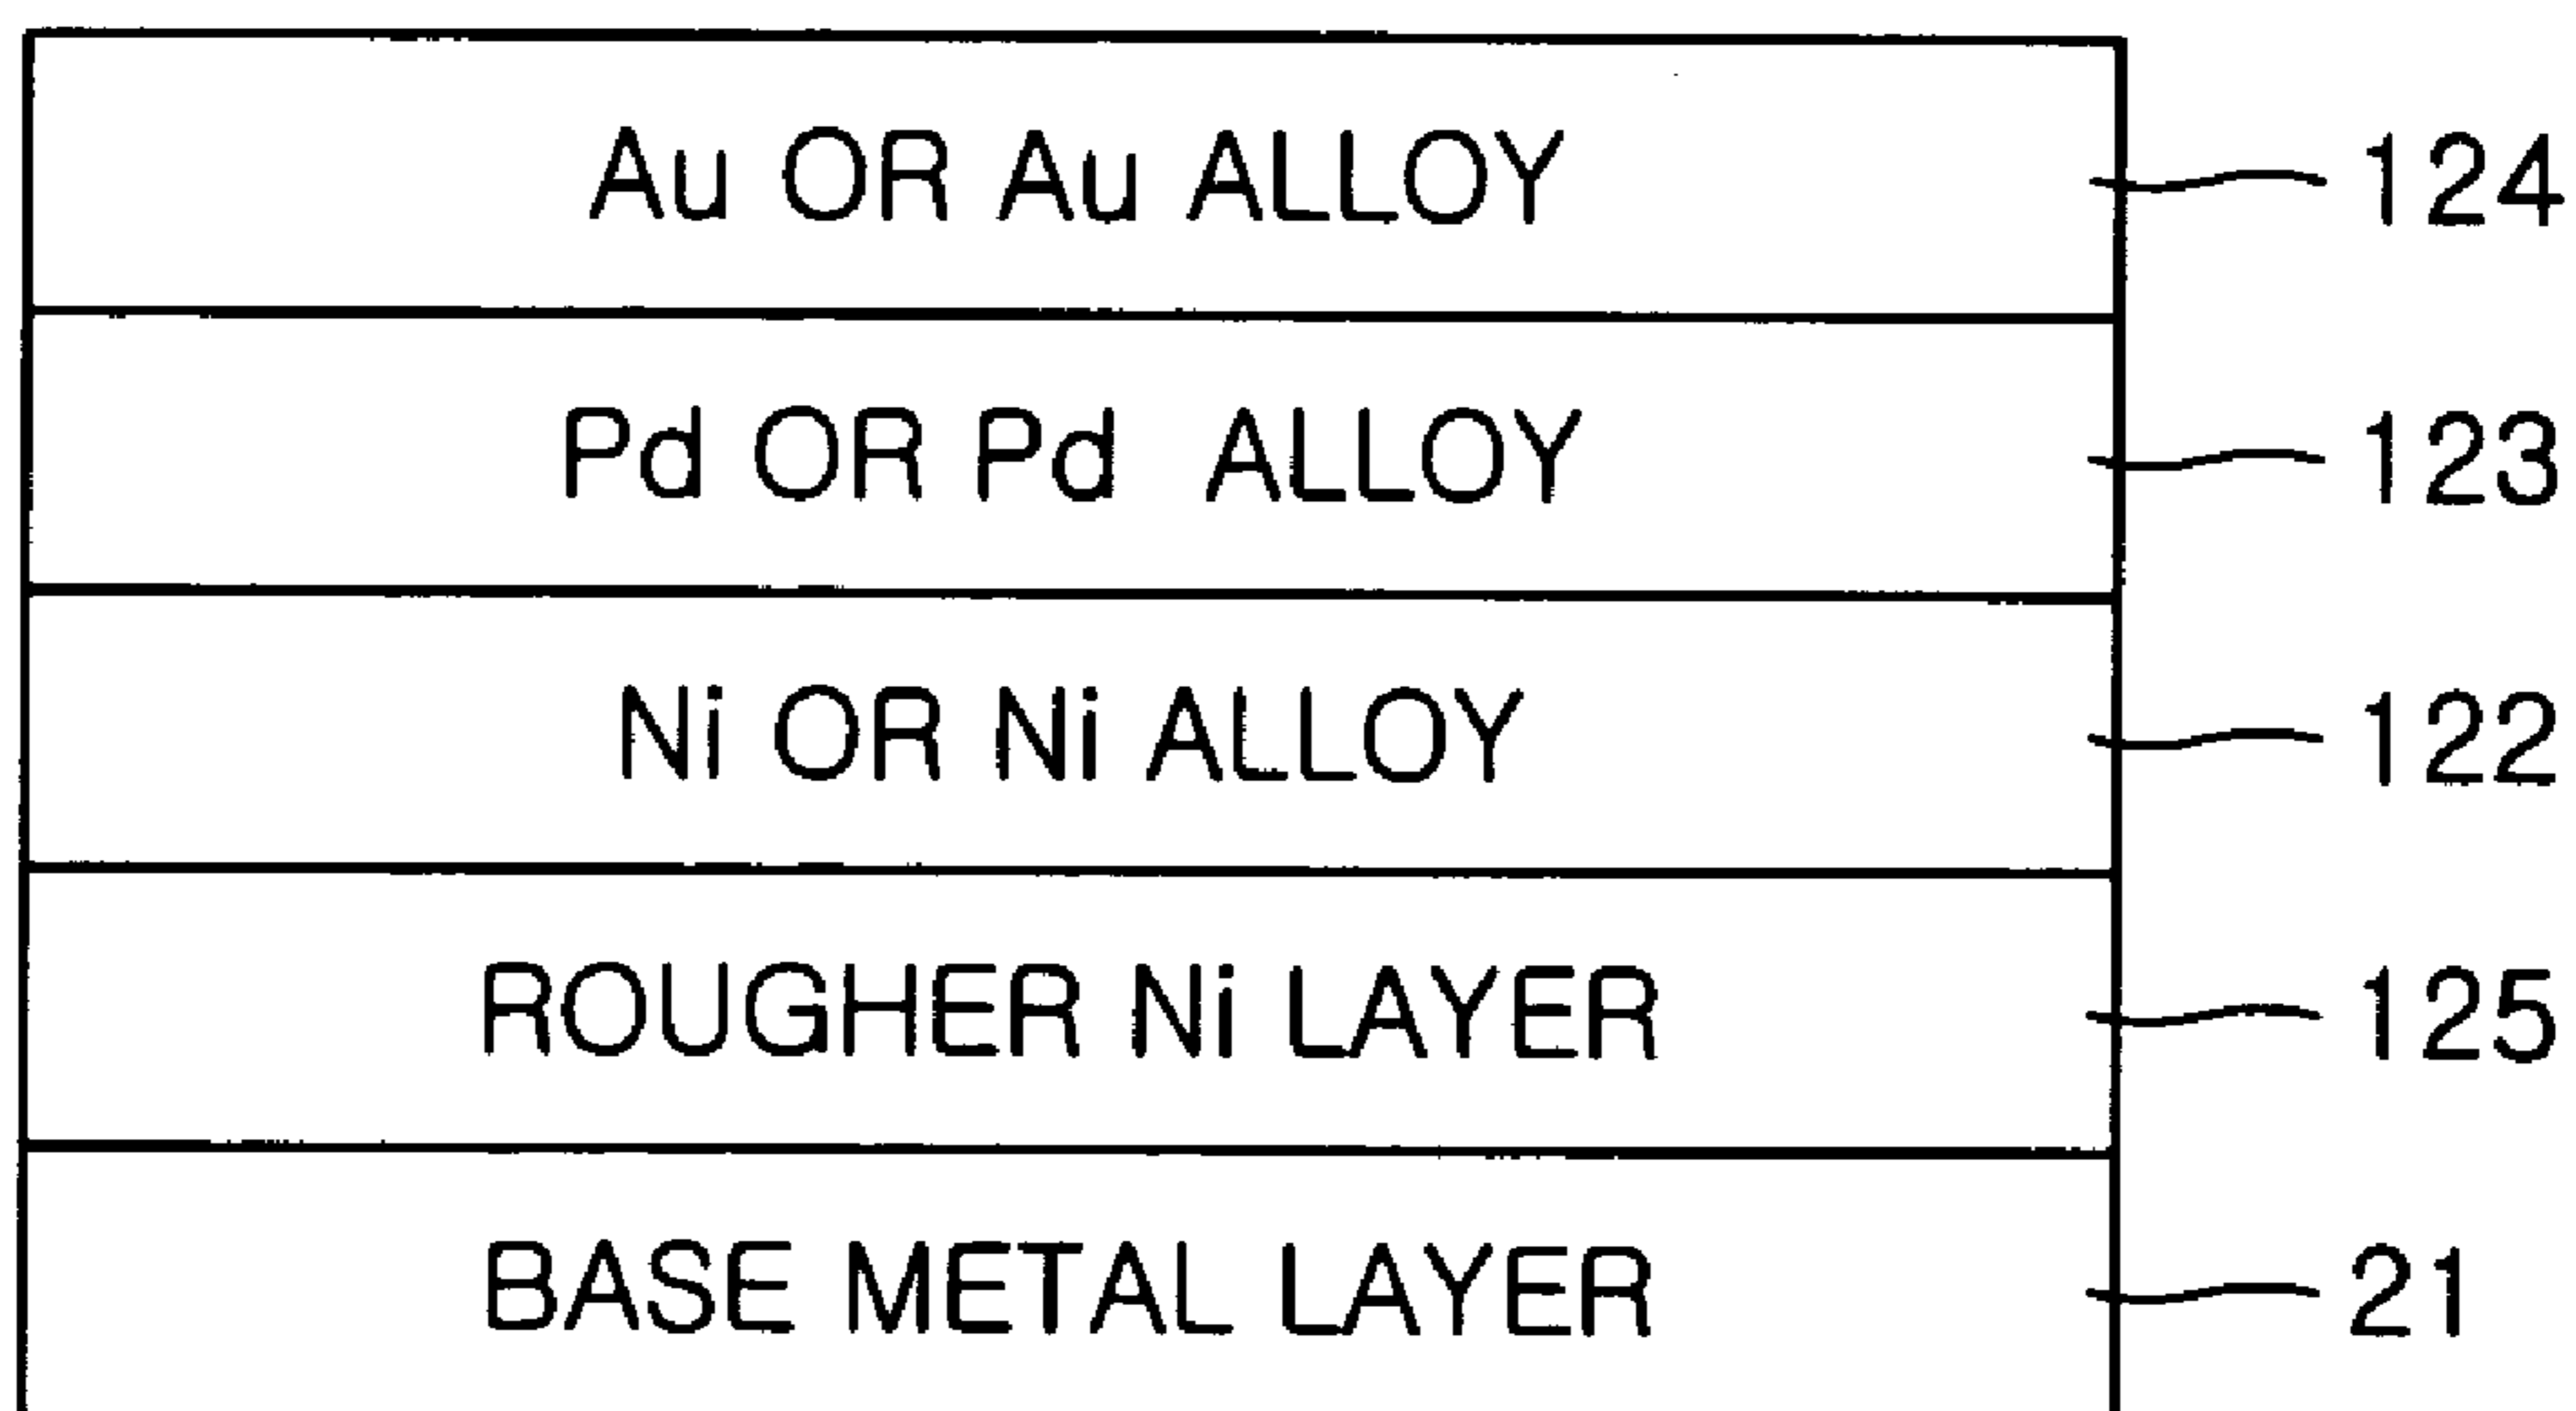 Au OR Au ALLOY 124
Pd OR Pd ALLOY 123
Ni OR Ni ALLOY 122
ROUGHER Ni LAYER 125
BASE METAL LAYER 21